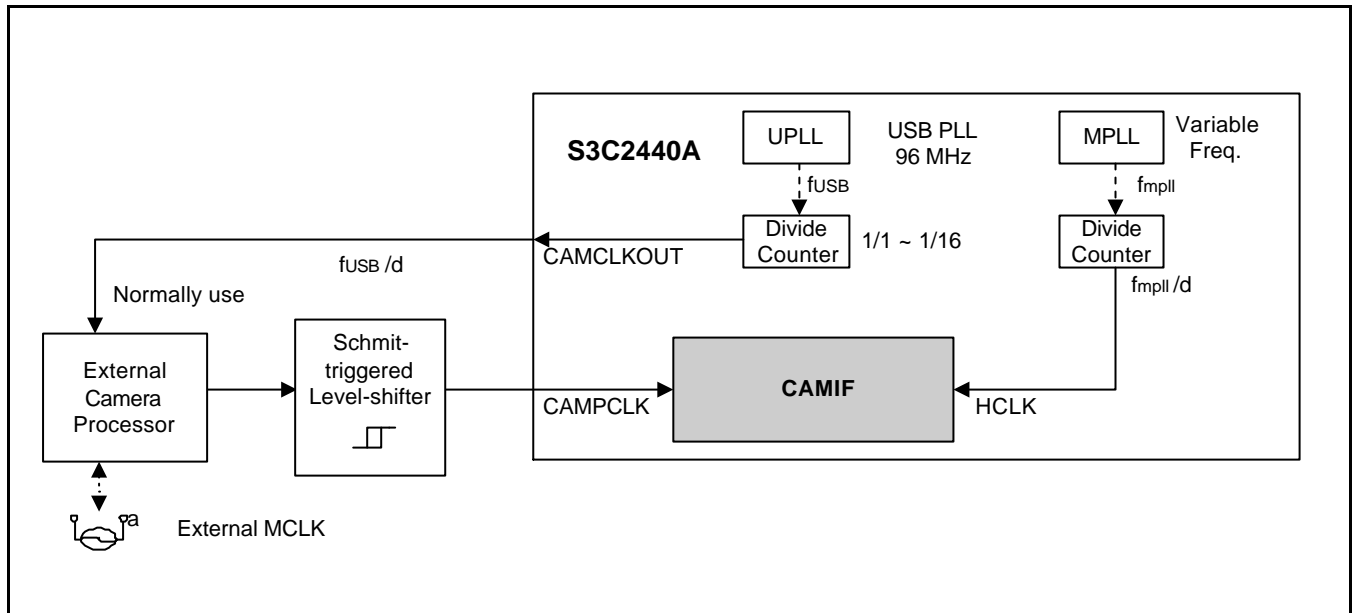 S3C2440A
UPLL
USB PLL
96 MHz
MPLL
Variable
Freq.
fUSB
fmpll
Divide
Counter
1/1 ~ 1/16
Divide
Counter
CAMCLKOUT
fUSB /d
fmpll /d
Normally use
External
Camera
Processor
Schmit-
triggered
Level-shifter
CAMPCLK
CAMIF
HCLK
a
External MCLK